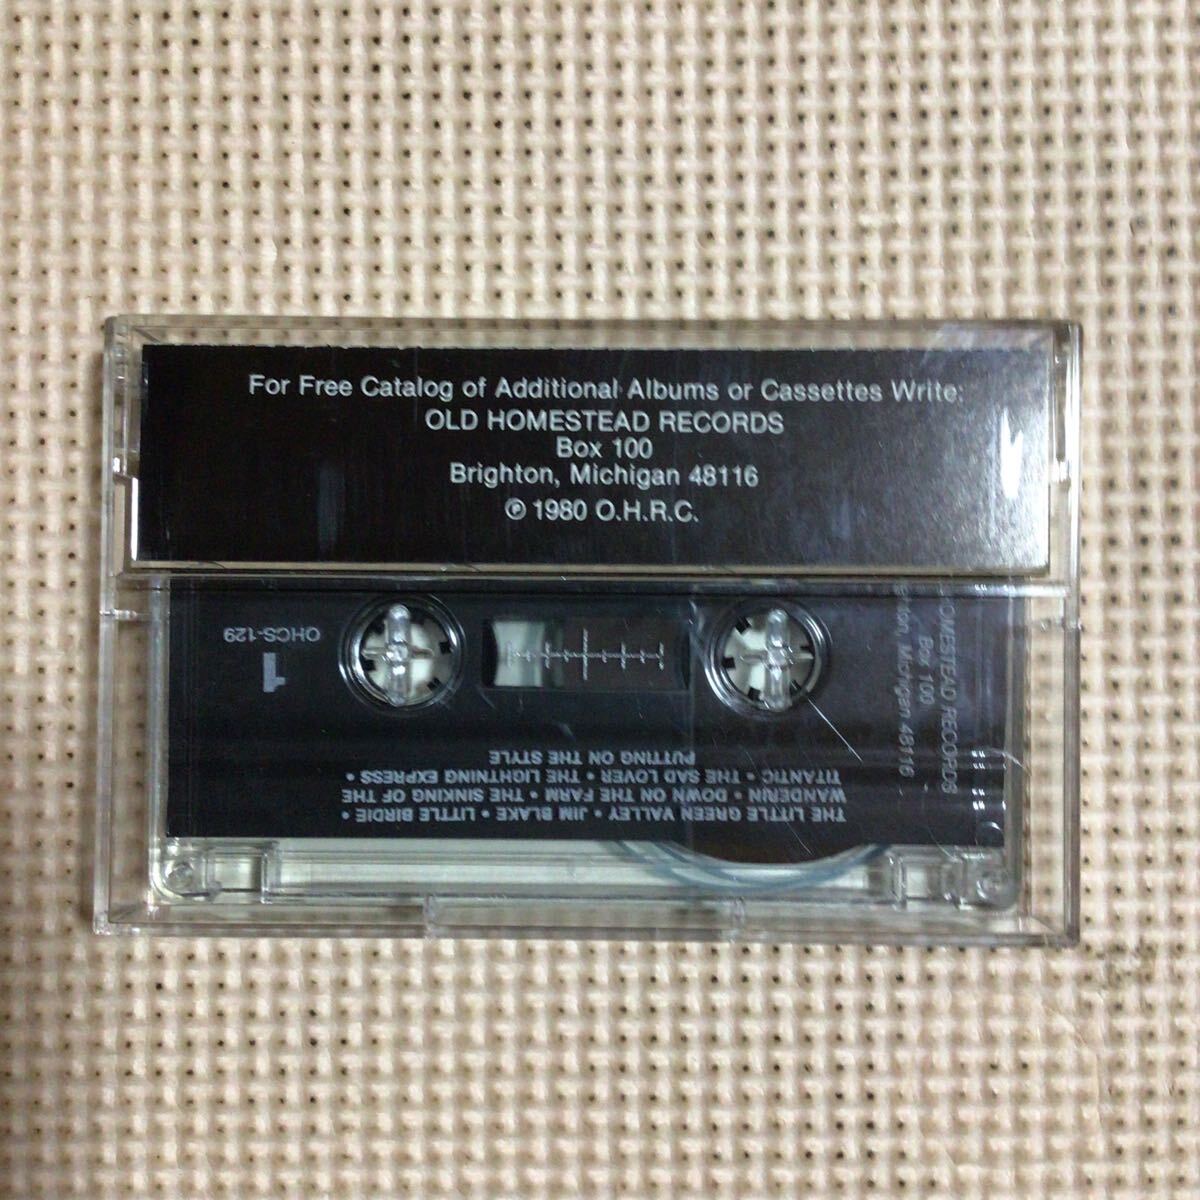 For Free Catalog of Additional Albums or Cassettes Write:
OLD HOMESTEAD RECORDS
Box 100
Brighton, Michigan 48116
℗ 1980 O.H.R.C.
OHCS-129
1
THE LITTLE GREEN VALLEY • JIM BLAKE • LITTLE BIRDIE •
WANDERIN • DOWN ON THE FARM • THE SINKING OF THE
TITANTIC • THE SAD LOVER • THE LIGHTNING EXPRESS •
PUTTING ON THE STYLE
HOMESTEAD RECORDS
Box 100
Michigan 48116